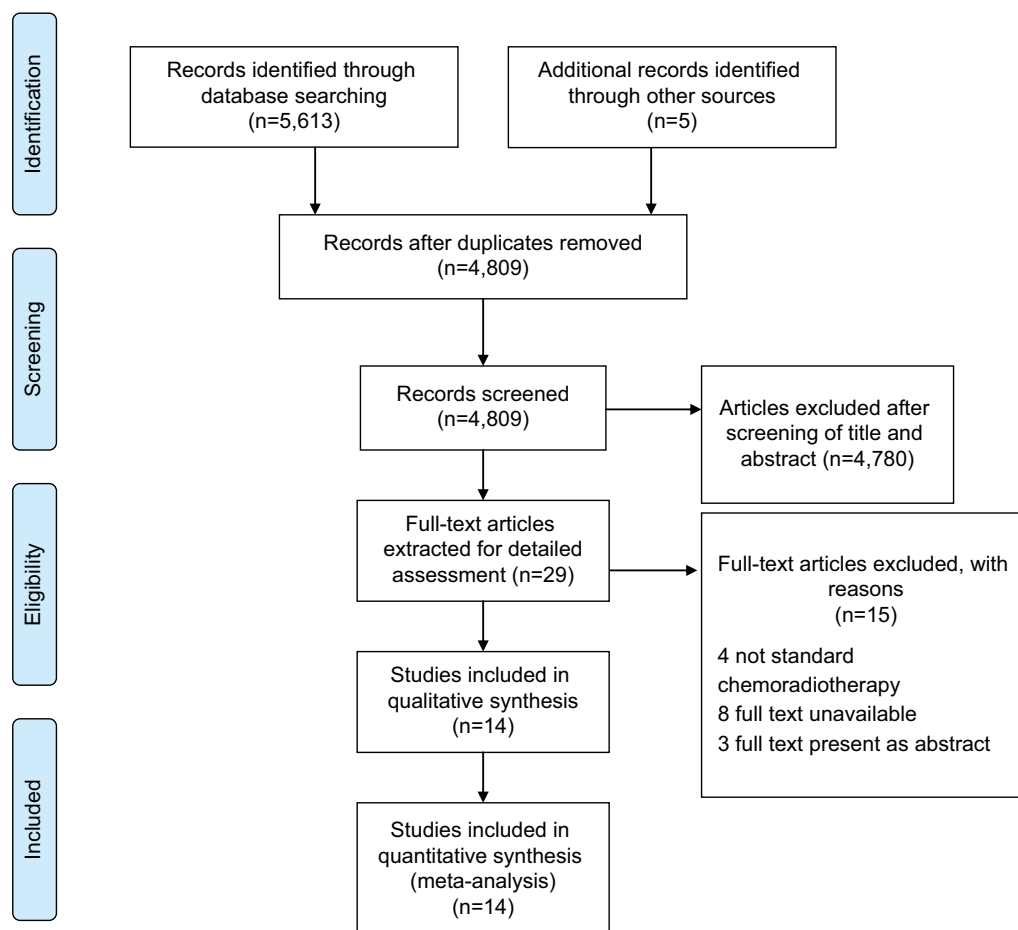 Identification
Records identified through
database searching
(n=5,613)
Additional records identified
through other sources
(n=5)
Records after duplicates removed
(n=4,809)
Screening
Records screened
(n=4,809)
Articles excluded after
screening of title and
abstract (n=4,780)
Eligibility
Full-text articles
extracted for detailed
assessment (n=29)
Full-text articles excluded, with
reasons
(n=15)
4 not standard
chemoradiotherapy
8 full text unavailable
3 full text present as abstract
Studies included in
qualitative synthesis
(n=14)
Included
Studies included in
quantitative synthesis
(meta-analysis)
(n=14)